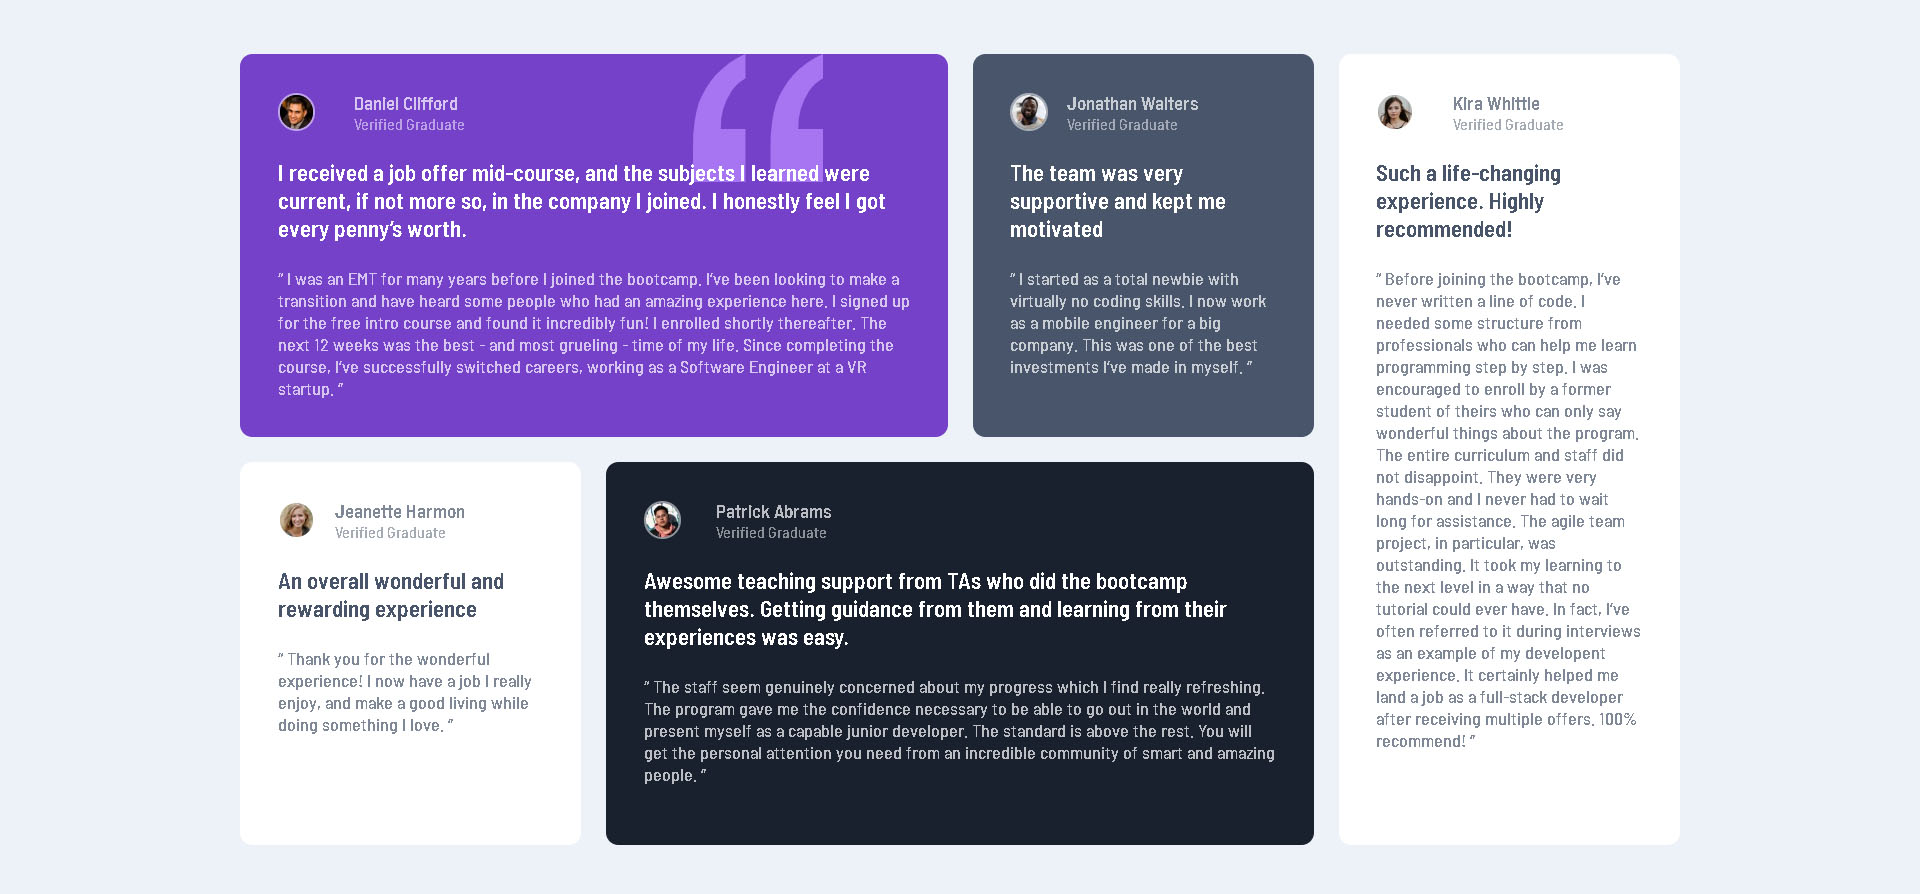 Daniel Clifford
Verified Graduate
I received a job offer mid-course, and the subjects I learned were
current, if not more so, in the company I joined. I honestly feel I got
every penny’s worth.
“ I was an EMT for many years before I joined the bootcamp. I’ve been looking to make a
transition and have heard some people who had an amazing experience here. I signed up
for the free intro course and found it incredibly fun! I enrolled shortly thereafter. The
next 12 weeks was the best - and most grueling - time of my life. Since completing the
course, I’ve successfully switched careers, working as a Software Engineer at a VR
startup. ”
Jonathan Walters
Verified Graduate
The team was very
supportive and kept me
motivated
“ I started as a total newbie with
virtually no coding skills. I now work
as a mobile engineer for a big
company. This was one of the best
investments I’ve made in myself. ”
Kira Whittle
Verified Graduate
Such a life-changing
experience. Highly
recommended!
“ Before joining the bootcamp, I’ve
never written a line of code. I
needed some structure from
professionals who can help me learn
programming step by step. I was
encouraged to enroll by a former
student of theirs who can only say
wonderful things about the program.
The entire curriculum and staff did
not disappoint. They were very
hands-on and I never had to wait
long for assistance. The agile team
project, in particular, was
outstanding. It took my learning to
the next level in a way that no
tutorial could ever have. In fact, I’ve
often referred to it during interviews
as an example of my developent
experience. It certainly helped me
land a job as a full-stack developer
after receiving multiple offers. 100%
recommend! ”
Jeanette Harmon
Verified Graduate
An overall wonderful and
rewarding experience
“ Thank you for the wonderful
experience! I now have a job I really
enjoy, and make a good living while
doing something I love. ”
Patrick Abrams
Verified Graduate
Awesome teaching support from TAs who did the bootcamp
themselves. Getting guidance from them and learning from their
experiences was easy.
“ The staff seem genuinely concerned about my progress which I find really refreshing.
The program gave me the confidence necessary to be able to go out in the world and
present myself as a capable junior developer. The standard is above the rest. You will
get the personal attention you need from an incredible community of smart and amazing
people. ”